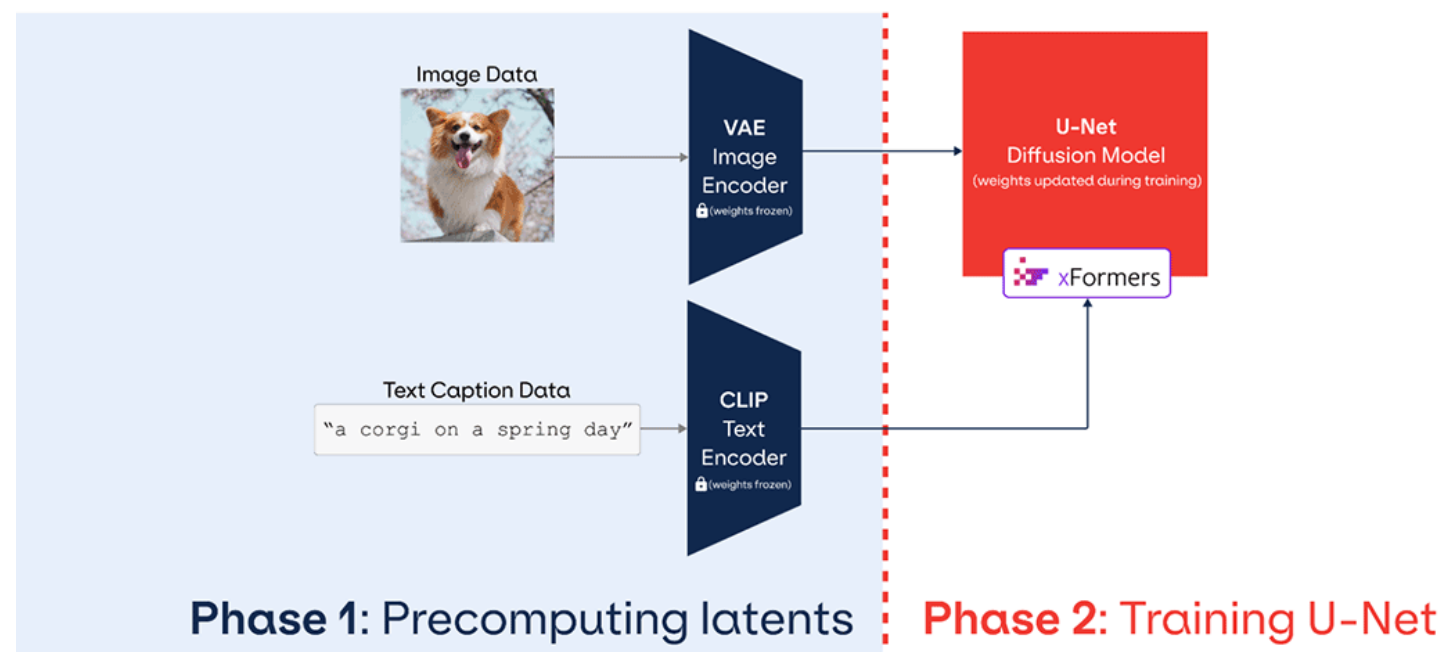 Image Data
VAE
Image
Encoder
(weights frozen)
U-Net
Diffusion Model
(weights updated during training)
xFormers
Text Caption Data
“a corgi on a spring day”
CLIP
Text
Encoder
(weights frozen)
Phase 1: Precomputing latents
Phase 2: Training U-Net